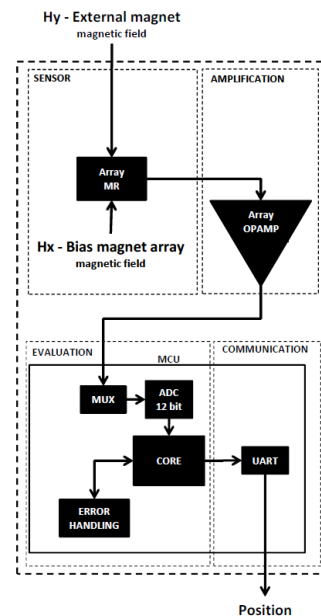 Hy - External magnet
magnetic field
SENSOR
AMPLIFICATION
Array
MR
Array
OPAMP
Hx - Bias magnet array
magnetic field
EVALUATION
COMMUNICATION
MCU
MUX
ADC
12 bit
CORE
UART
ERROR
HANDLING
Position